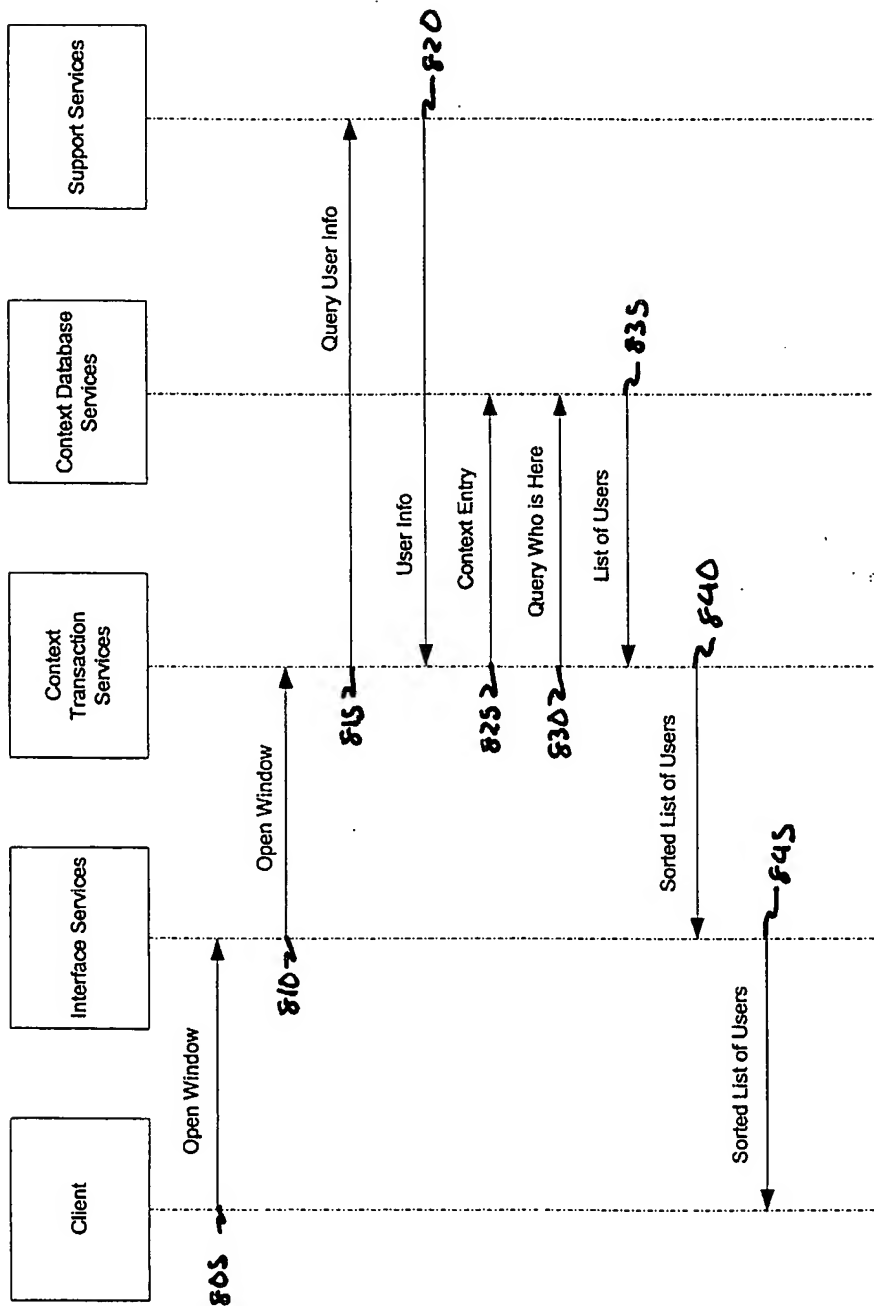 Client
Interface Services
Context
Transaction
Services
Context Database
Services
Support Services
805
Open Window
810
Open Window
815
Query User Info
820
User Info
825
Context Entry
830
Query Who is Here
835
List of Users
840
Sorted List of Users
845
Sorted List of Users